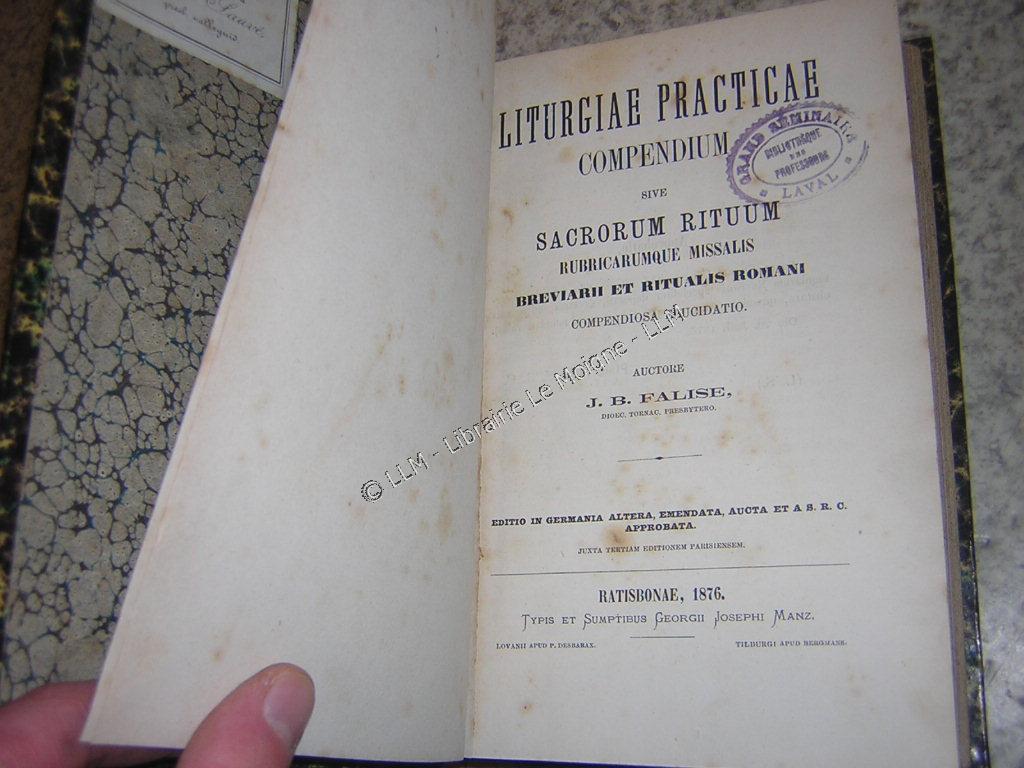 LITURGIAE PRACTICAE
COMPENDIUM
SIVE
SACRORUM RITUUM
RUBRICARUMQUE MISSALIS
BREVIARII ET RITUALIS ROMANI
COMPENDIOSA ELUCIDATIO.
AUCTORE
J. B. FALISE,
DIOEC. TORNAC. PRESBYTERO.
EDITIO IN GERMANIA ALTERA, EMENDATA, AUCTA ET A S. R. C.
APPROBATA.
JUXTA TERTIAM EDITIONEM PARISIENSEM.
RATISBONAE, 1876.
TYPIS ET SUMPTIBUS GEORGII JOSEPHI MANZ.
LOVANII APUD P. DESBARAX.
TILBURGI APUD BERGMANS.
GRAND SÉMINAIRE
BIBLIOTHÈQUE
DES
PROFESSEURS
LAVAL
© LLM - Librairie Le Moigne - LLM